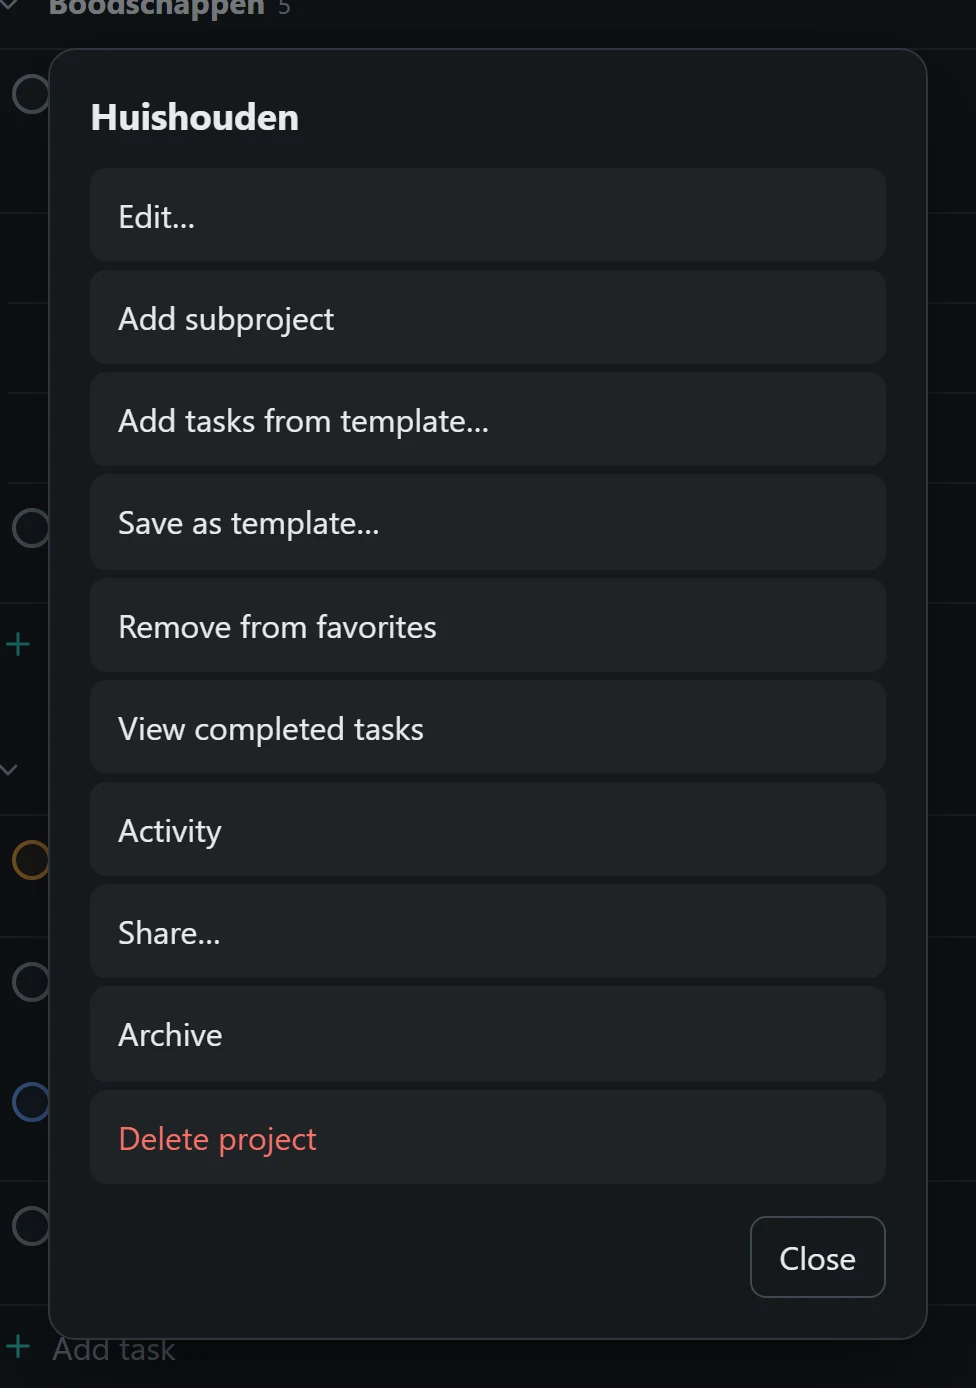 Boodschappen 5
Huishouden
Edit...
Add subproject
Add tasks from template...
Save as template...
Remove from favorites
View completed tasks
Activity
Share...
Archive
Delete project
Close
Add task